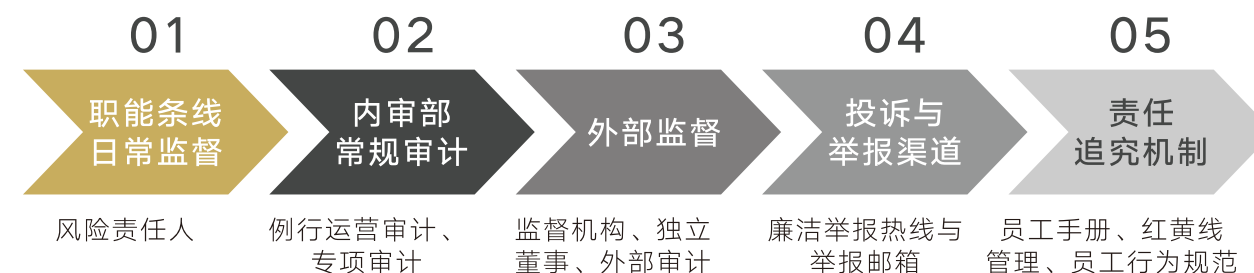 01
02
03
04
05
职能条线
日常监督
内审部
常规审计
外部监督
投诉与
举报渠道
责任
追究机制
风险责任人
例行运营审计、
专项审计
监督机构、独立
董事、外部审计
廉洁举报热线与
举报邮箱
员工手册、红黄线
管理、员工行为规范